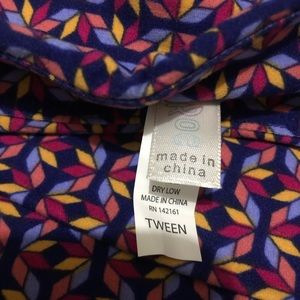 made in
china
DRY LOW
MADE IN CHINA
RN 142161
TWEEN